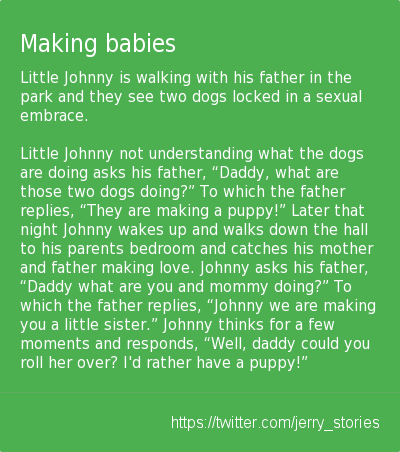 Making babies
Little Johnny is walking with his father in the
park and they see two dogs locked in a sexual
embrace.
Little Johnny not understanding what the dogs
are doing asks his father, “Daddy, what are
those two dogs doing?” To which the father
replies, “They are making a puppy!” Later that
night Johnny wakes up and walks down the hall
to his parents bedroom and catches his mother
and father making love. Johnny asks his father,
“Daddy what are you and mommy doing?” To
which the father replies, “Johnny we are making
you a little sister.” Johnny thinks for a few
moments and responds, “Well, daddy could you
roll her over? I'd rather have a puppy!”
https://twitter.com/jerry_stories